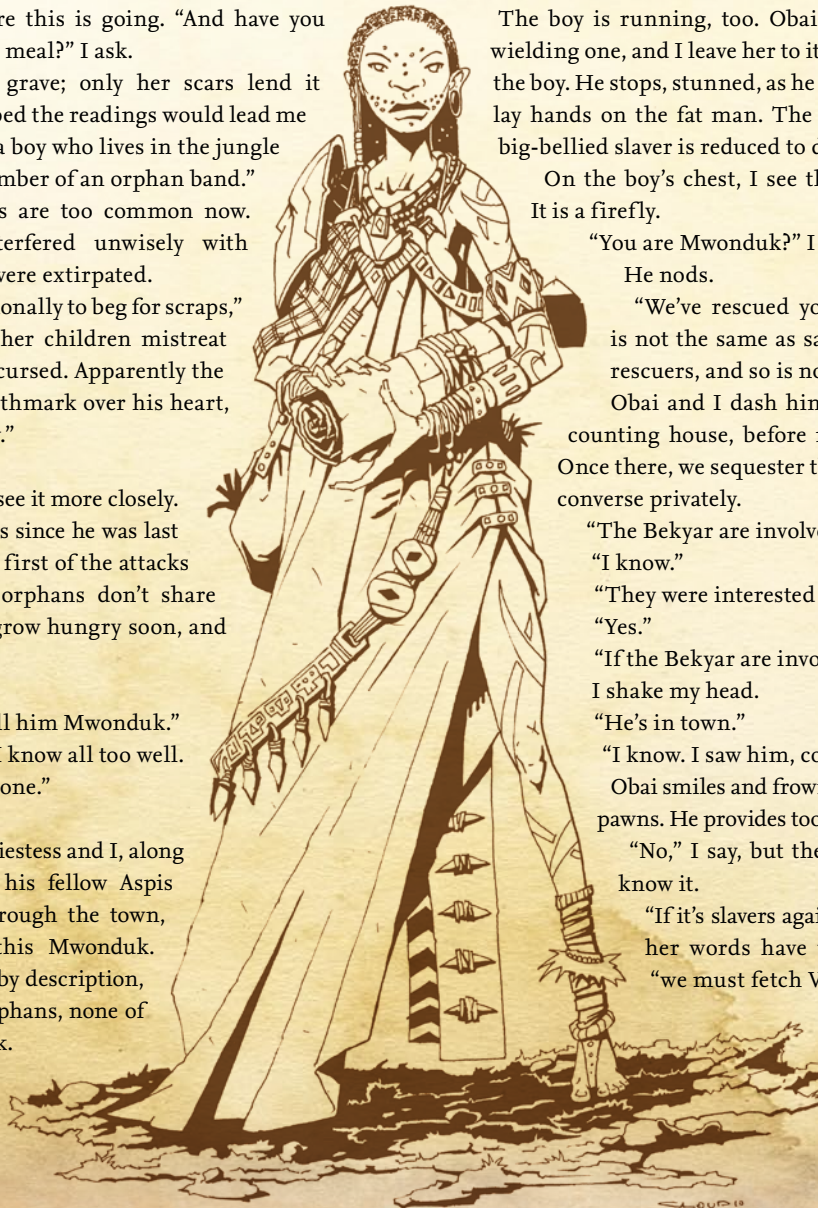 re this is going. “And have you
meal?” I ask.
grave; only her scars lend it
ped the readings would lead me
a boy who lives in the jungle
mber of an orphan band.”
s are too common now.
terfered unwisely with
were extirpated.
onally to beg for scraps,”
her children mistreat
cursed. Apparently the
thmark over his heart,
.”
see it more closely.
s since he was last
first of the attacks
orphans don’t share
grow hungry soon, and
ll him Mwonduk.”
I know all too well.
one.”
iestess and I, along
his fellow Aspis
rough the town,
this Mwonduk.
by description,
phans, none of
k.
The boy is running, too. Obai
wielding one, and I leave her to it
the boy. He stops, stunned, as he
lay hands on the fat man. The
big-bellied slaver is reduced to d
On the boy’s chest, I see th
It is a firefly.
“You are Mwonduk?” I
He nods.
“We’ve rescued yo
is not the same as sa
rescuers, and so is no
Obai and I dash him
counting house, before r
Once there, we sequester t
converse privately.
“The Bekyar are involve
“I know.”
“They were interested
“Yes.”
“If the Bekyar are invo
I shake my head.
“He’s in town.”
“I know. I saw him, co
Obai smiles and frow
pawns. He provides too
“No,” I say, but the
know it.
“If it’s slavers agai
her words have
“we must fetch V